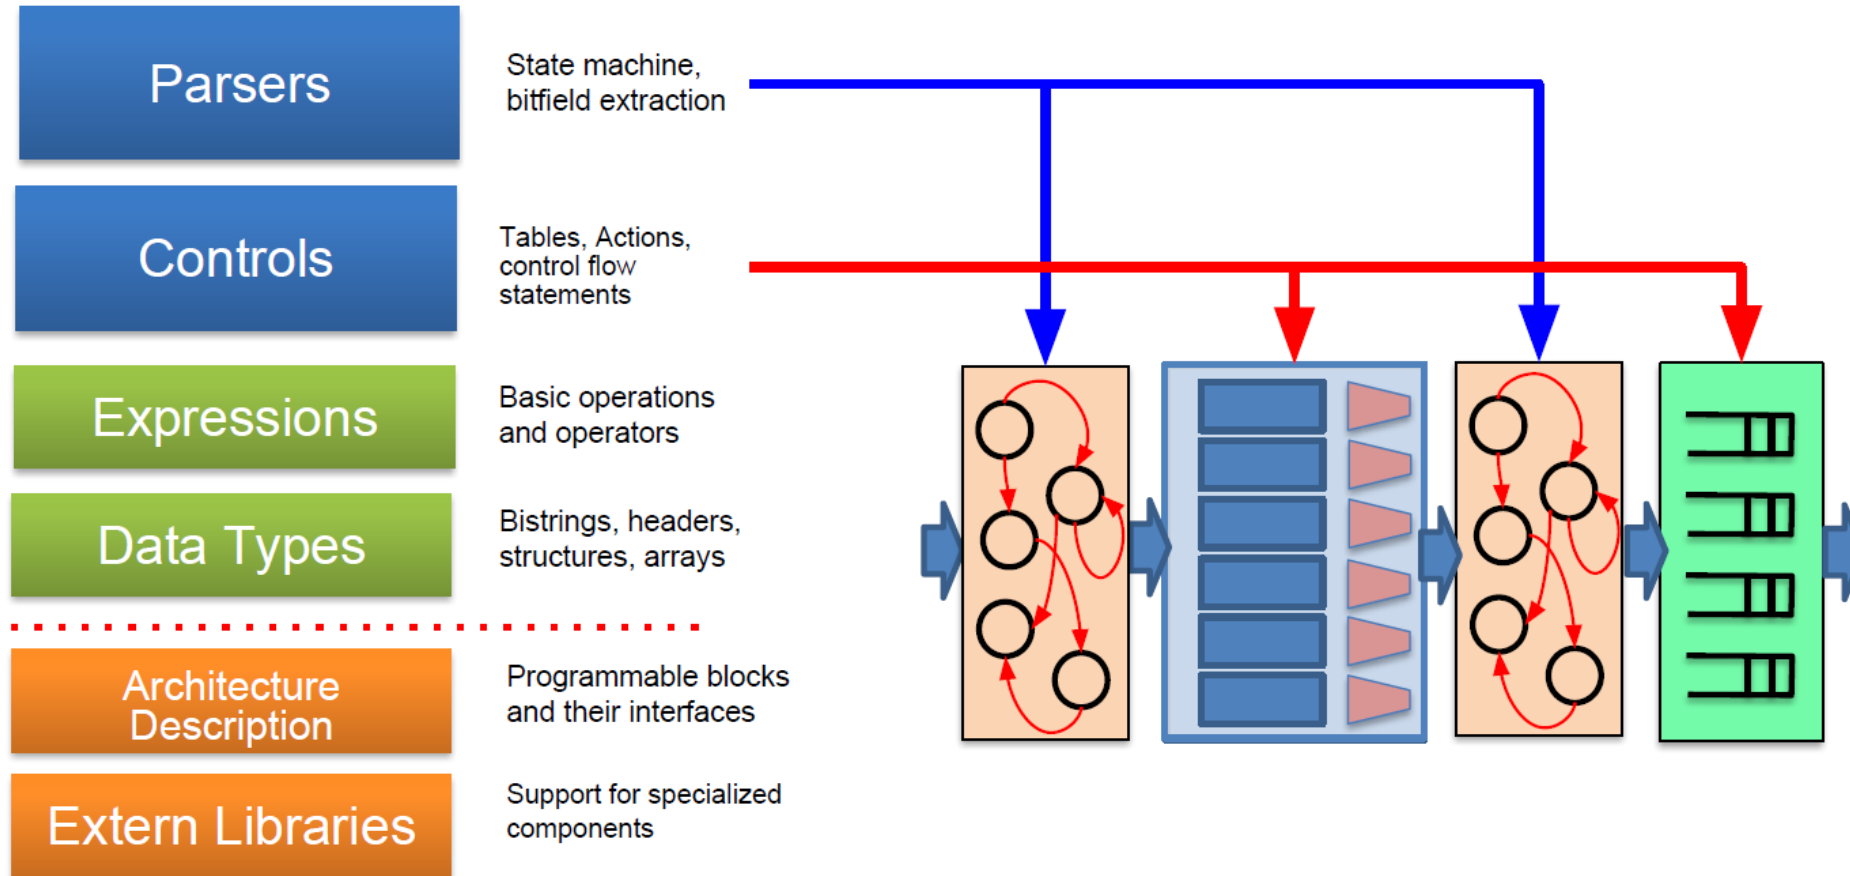 Parsers
State machine,
bitfield extraction
Controls
Tables, Actions,
control flow
statements
Expressions
Basic operations
and operators
Data Types
Bistrings, headers,
structures, arrays
Architecture
Description
Programmable blocks
and their interfaces
Extern Libraries
Support for specialized
components